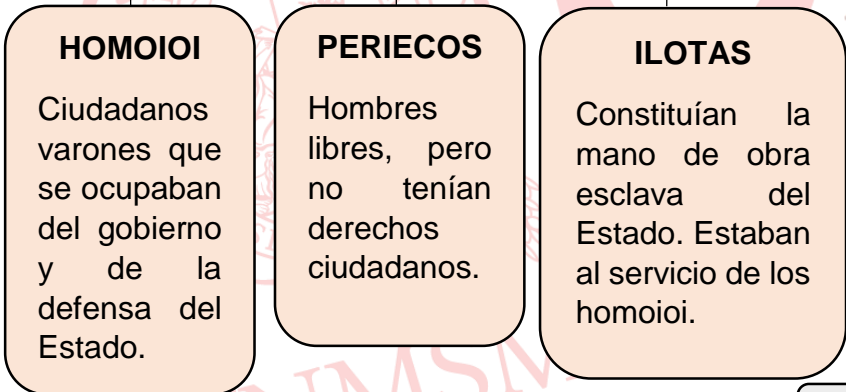 HOMOIOI
Ciudadanos
varones que
se ocupaban
del gobierno
y de la
defensa del
Estado.
PERIECOS
Hombres
libres, pero
no tenían
derechos
ciudadanos.
ILOTAS
Constituían la
mano de obra
esclava del
Estado. Estaban
al servicio de los
homoioi.